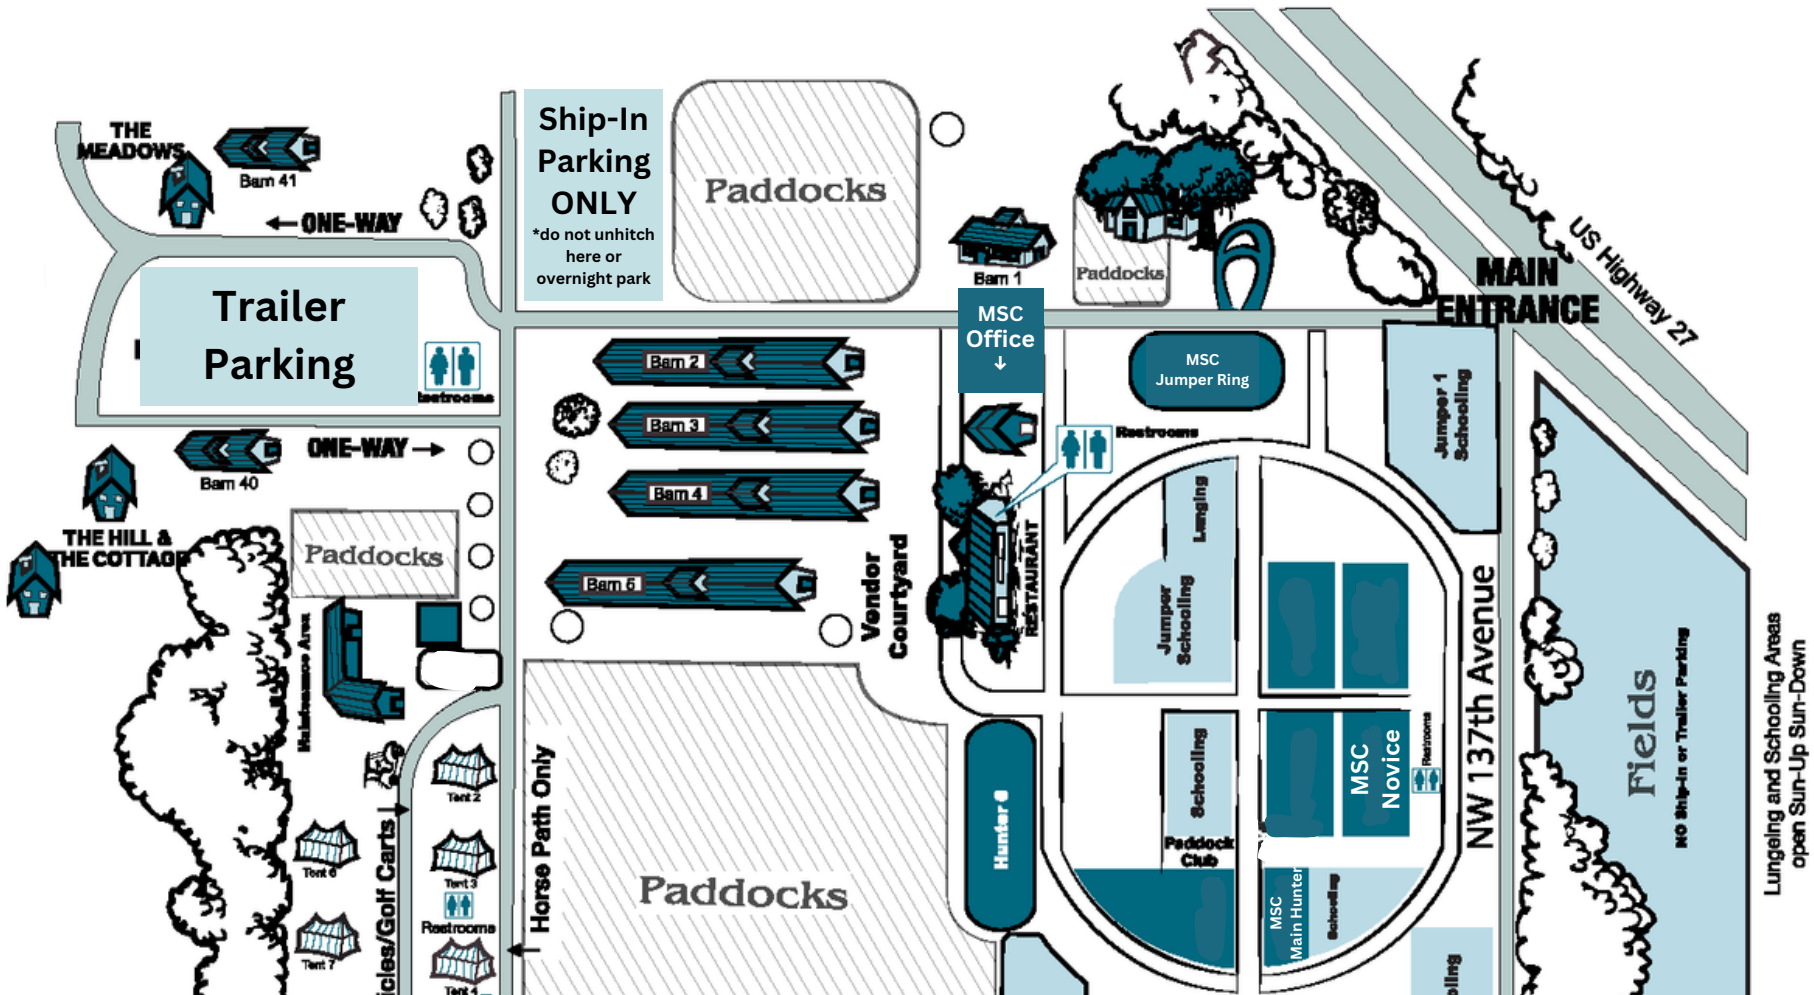 THE
MEADOWS
Barn 41
← ONE-WAY
Ship-In
Parking
ONLY
*do not unhitch
here or
overnight park
Paddocks
Barn 1
Paddocks
US Highway 27
MAIN
ENTRANCE
Trailer
Parking
Restrooms
MSC
Office
↓
MSC
Jumper Ring
Jumper 1
Schooling
Barn 2
Barn 3
Barn 4
Barn 5
Restrooms
ONE-WAY →
Barn 40
THE HILL &
THE COTTAGE
Paddocks
Maintenance Area
Vendor
Courtyard
RESTAURANT
Lunging
Jumper
Schooling
NW 137th Avenue
Fields
NO Ship-in or Trailer Parking
Lungeing and Schooling Areas
open Sun-Up Sun-Down
Tent 2
Tent 3
Restrooms
Tent 4
Tent 6
Tent 7
icles/Golf Carts
Horse Path Only
Paddocks
Hunter
Schooling
Paddock
Club
MSC
Novice
Restrooms
MSC
Main Hunter
Schooling
oling